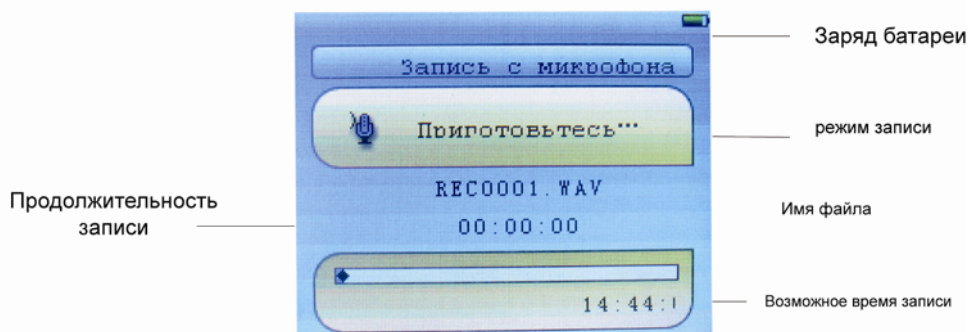 Заряд батареи
Запись с микрофона
Приготовьтесь...
режим записи
REC0001.WAV
Имя файла
Продолжительность
записи
00:00:00
14:44:
Возможное время записи